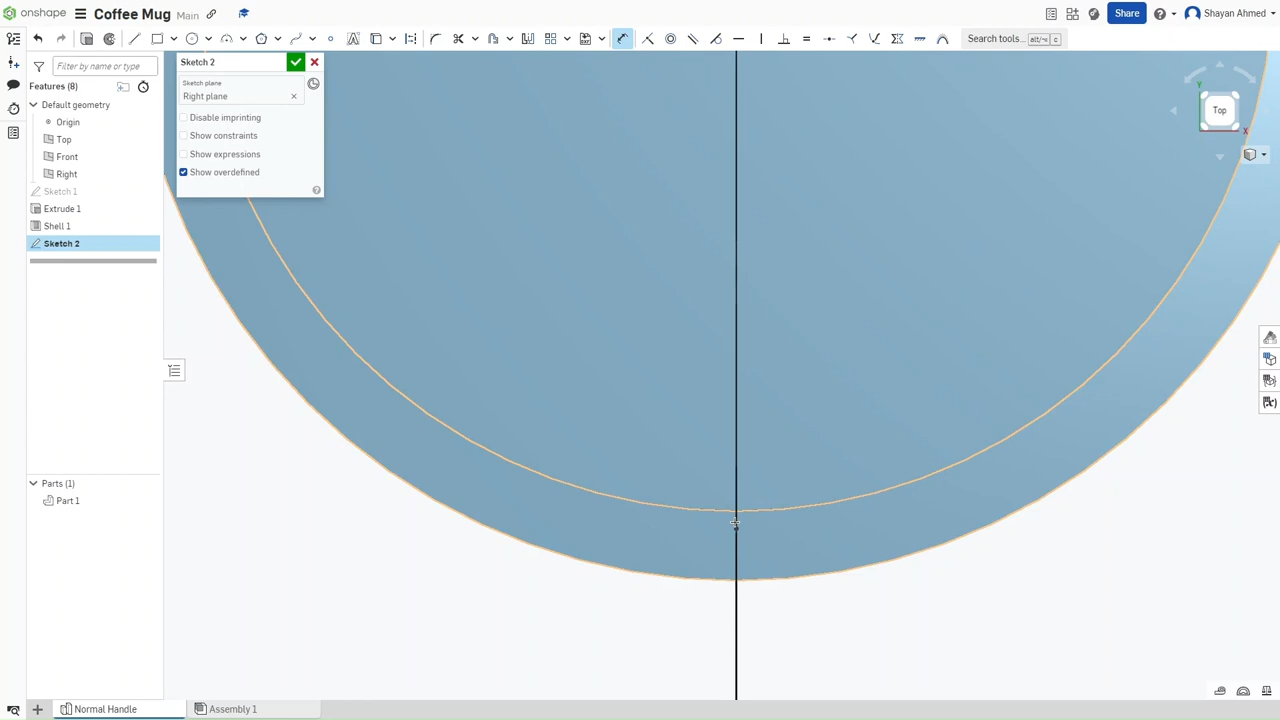 onshape Coffee Mug Main Share Shayan Ahmed
Search tools... alt/⌥ c
Filter by name or type
Features (8)
Default geometry
Origin
Top
Front
Right
Sketch 1
Extrude 1
Shell 1
Sketch 2
Parts (1)
Part 1
Sketch 2
Sketch plane
Right plane
Disable imprinting
Show constraints
Show expressions
Show overdefined
Y
Top
X
Normal Handle Assembly 1